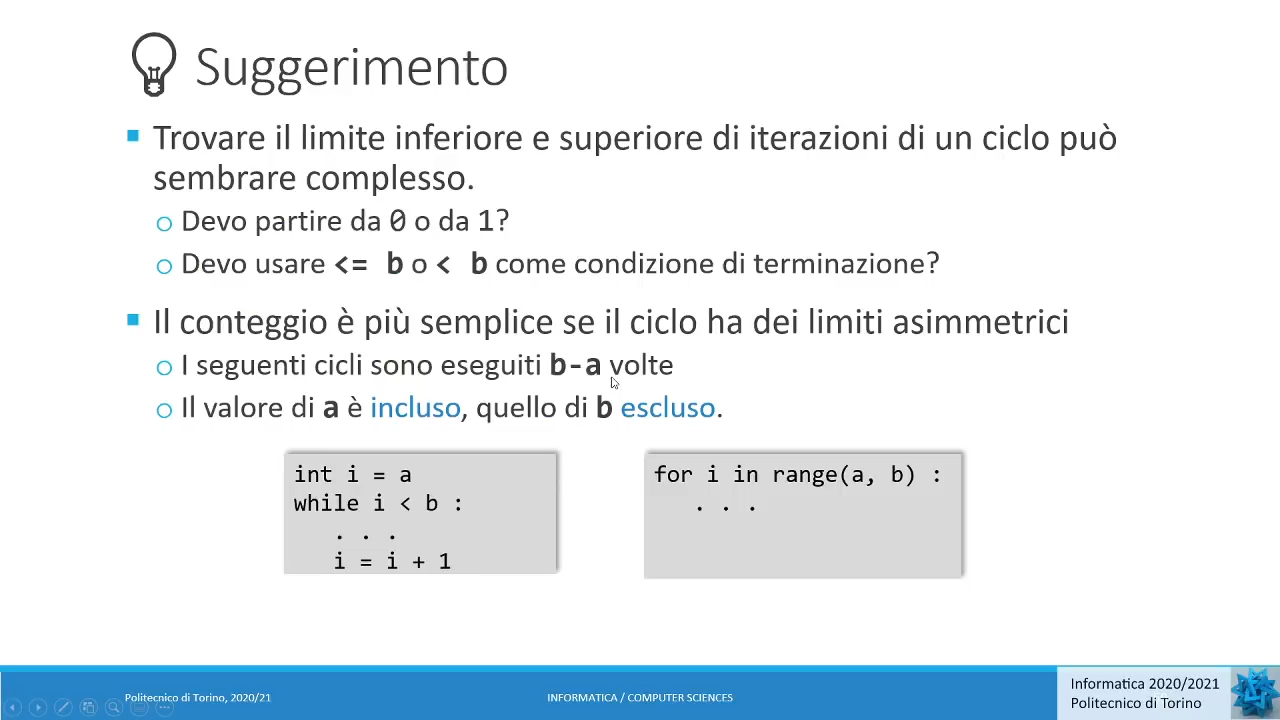 Suggerimento
Trovare il limite inferiore e superiore di iterazioni di un ciclo può
sembrare complesso.
Devo partire da 0 o da 1?
Devo usare <= b o < b come condizione di terminazione?
Il conteggio è più semplice se il ciclo ha dei limiti asimmetrici
I seguenti cicli sono eseguiti b-a volte
Il valore di a è incluso, quello di b escluso.
int i = a
while i < b :
. . .
i = i + 1
for i in range(a, b) :
. . .
Politecnico di Torino, 2020/21
INFORMATICA / COMPUTER SCIENCES
Informatica 2020/2021
Politecnico di Torino